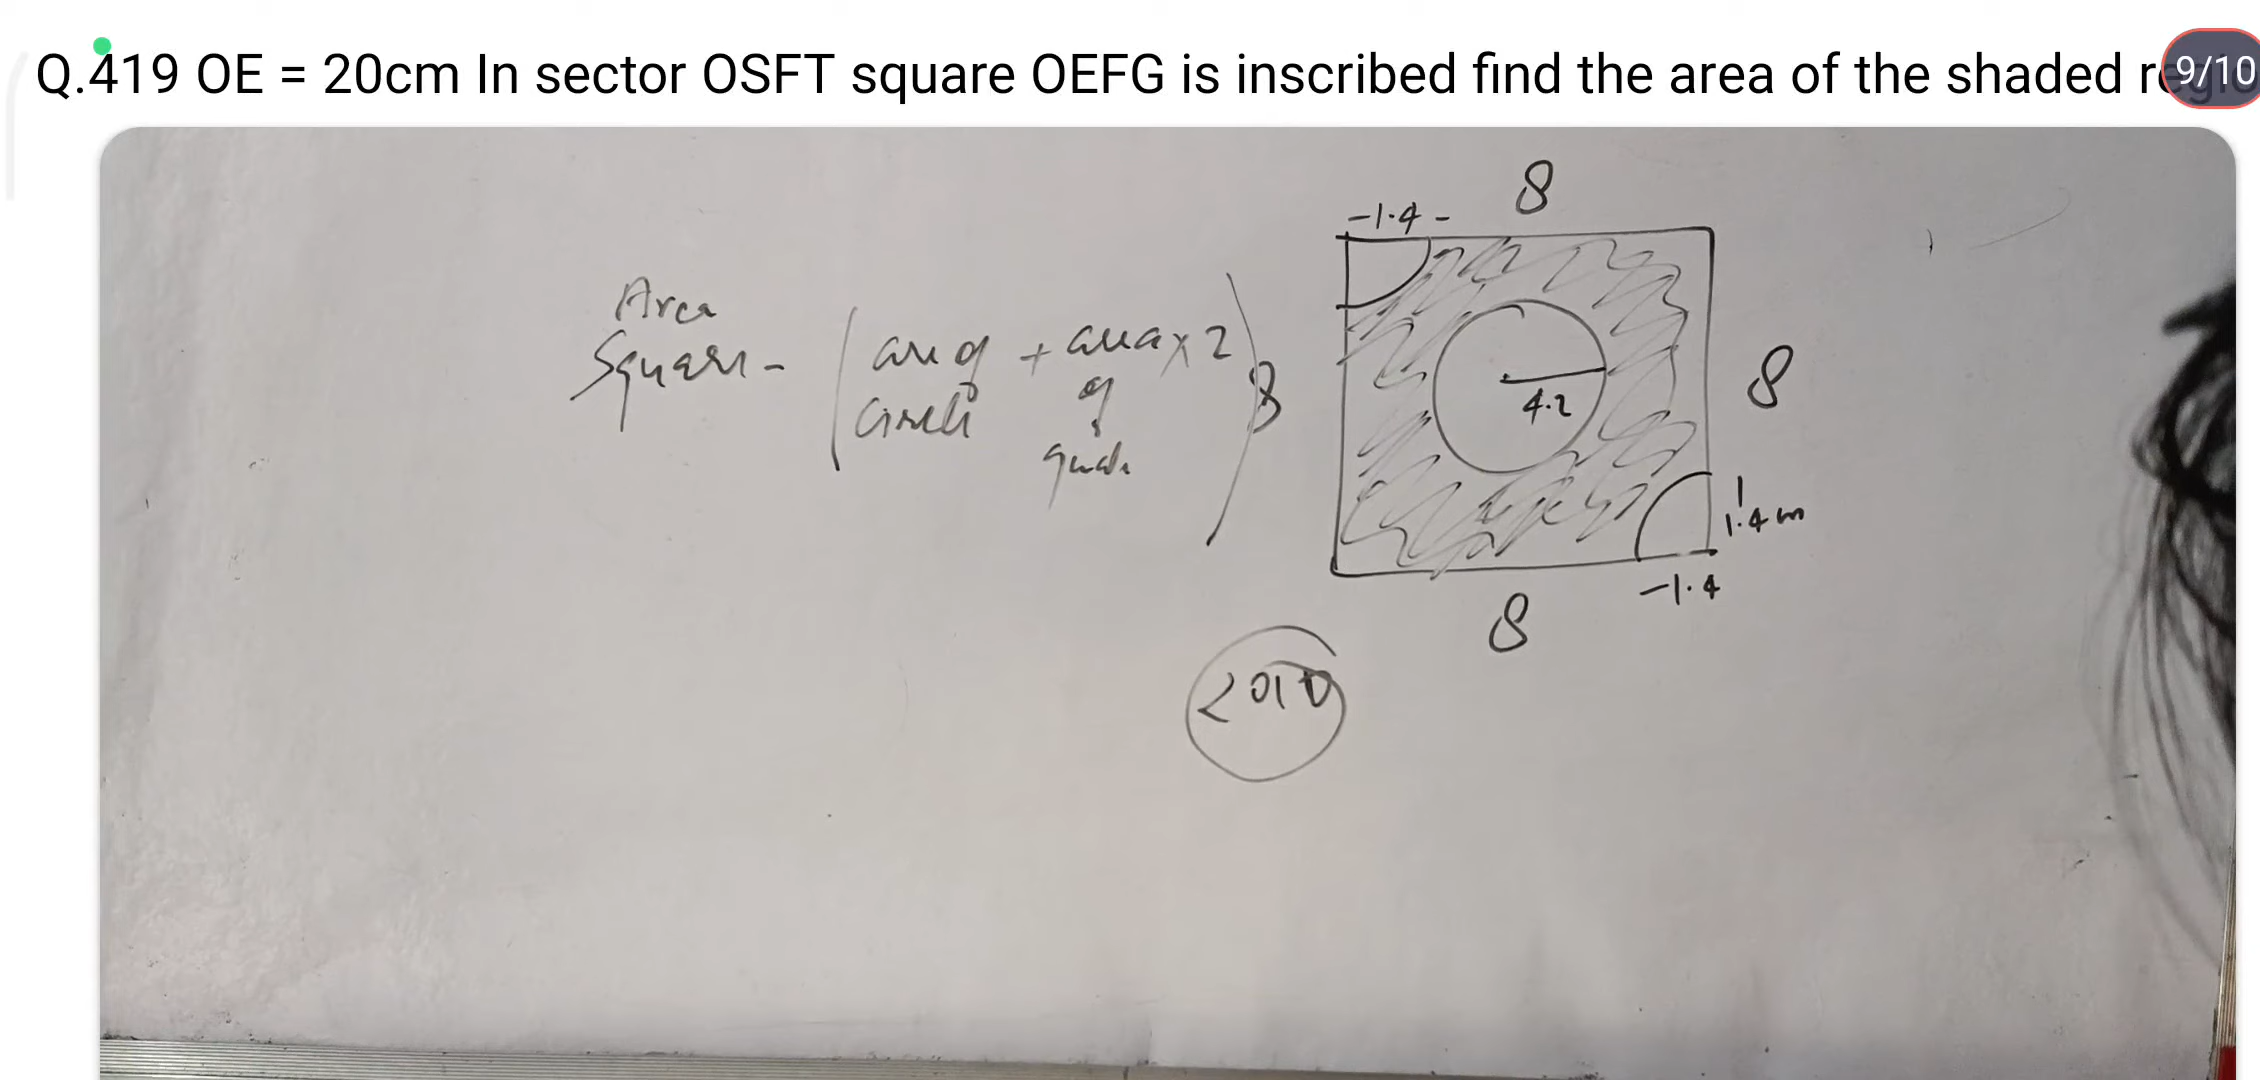 Q.419 OE = 20cm In sector OSFT square OEFG is inscribed find the area of the shaded
9/10
8
-1.4-
Area
Square - ( area of + area x 2 )
circle of
8
4.2
8
1.4 m
-1.4
8